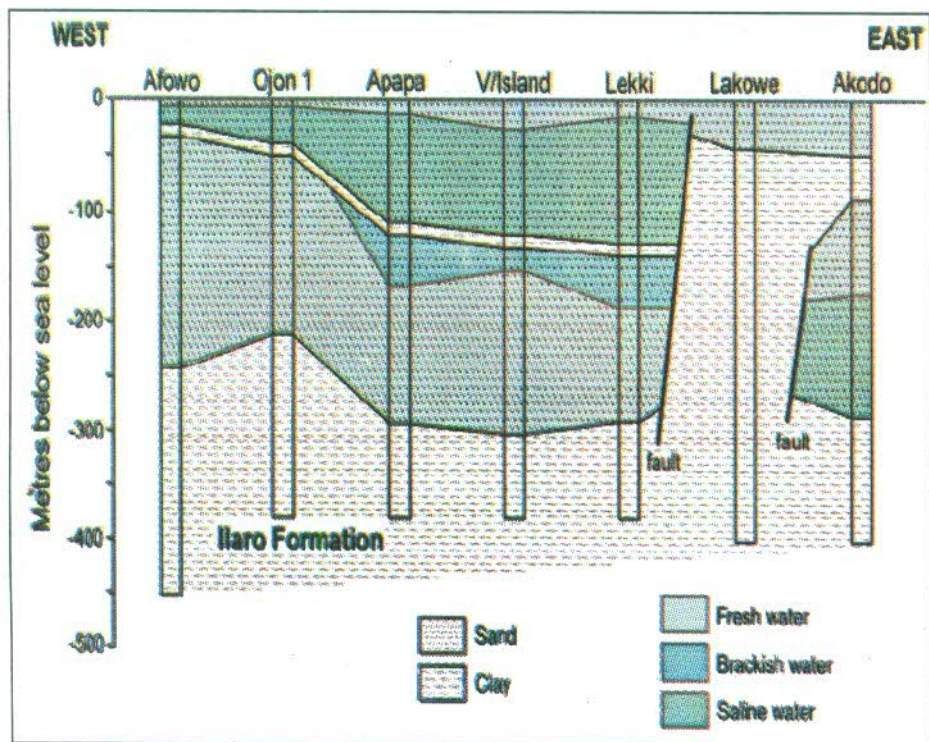 WEST EAST
Afowo Ojon 1 Apapa V/Island Lekki Lakowe Akodo
Metres below sea level
0
-100
-200
-300
-400
-500
fault
fault
Ilaro Formation
Sand
Clay
Fresh water
Brackish water
Saline water